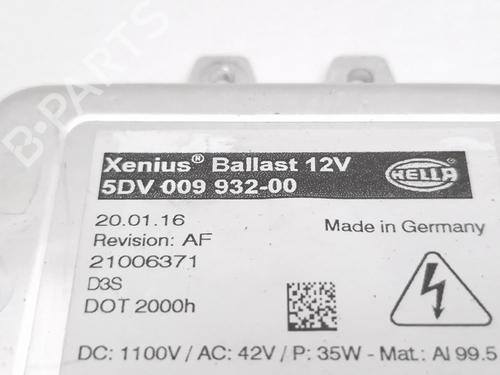 B-PARTS
Xenius® Ballast 12V
5DV 009 932-00
HELLA
20.01.16
Made in Germany
Revision: AF
21006371
D3S
DOT 2000h
DC: 1100V / AC: 42V / P: 35W - Mat.: Al 99.5